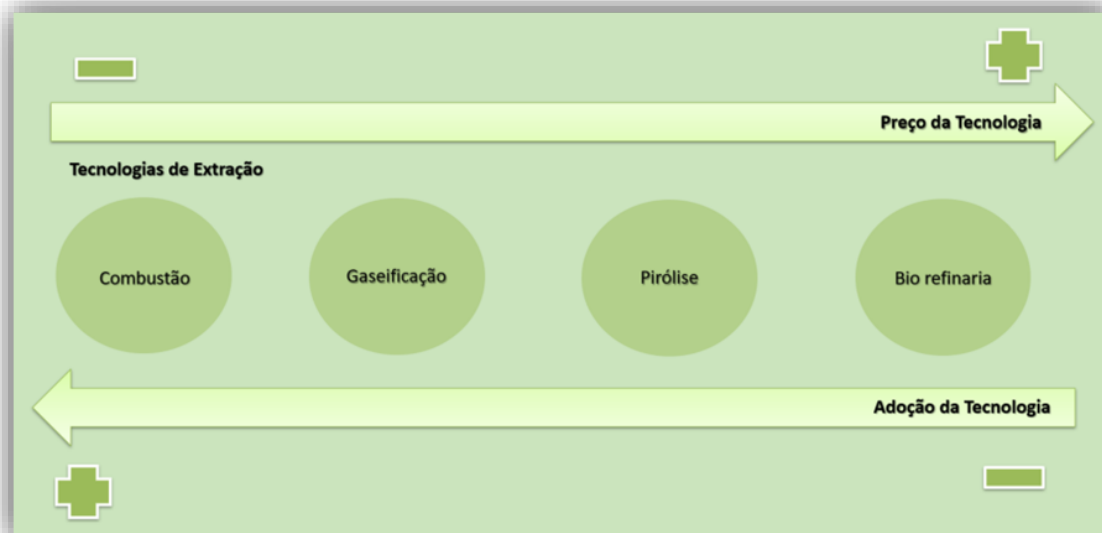 Preço da Tecnologia
Tecnologias de Extração
Combustão
Gaseificação
Pirólise
Bio refinaria
Adoção da Tecnologia